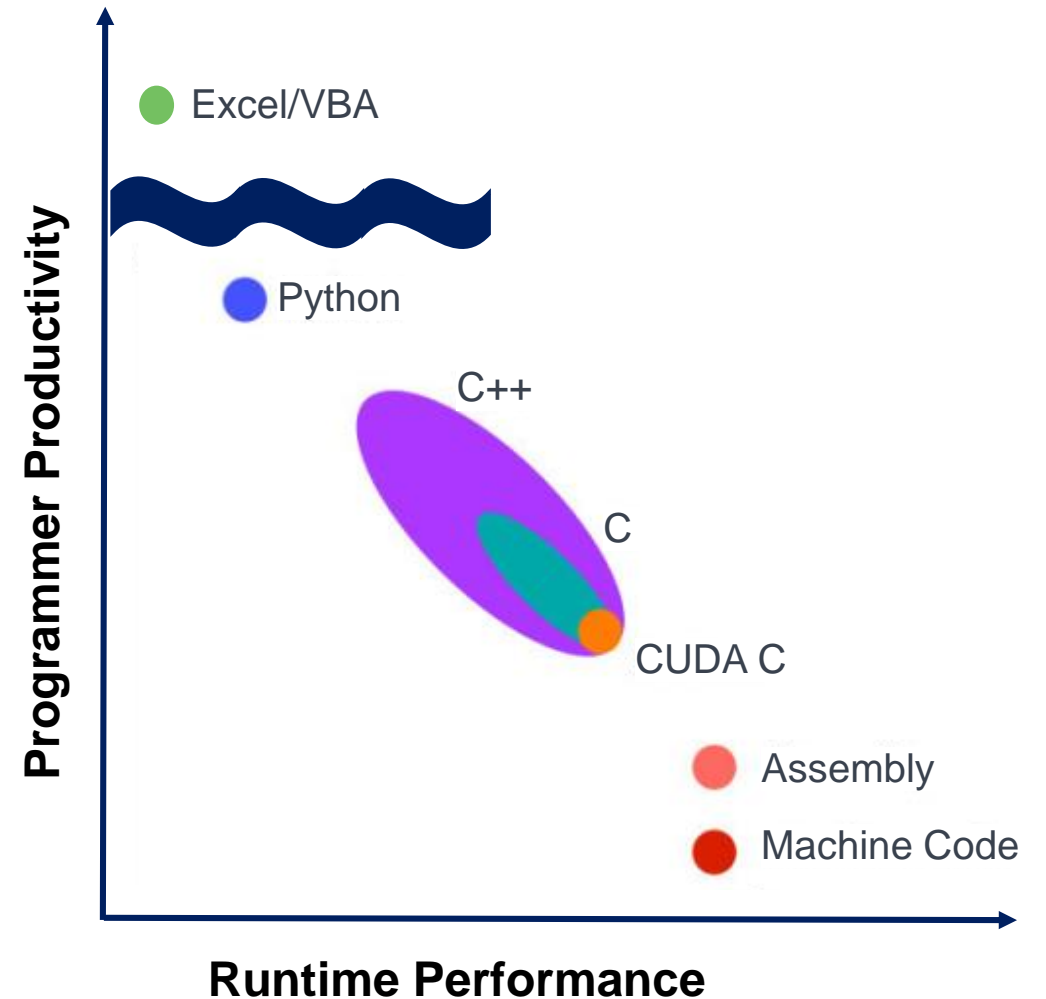 Excel/VBA
Python
C++
C
CUDA C
Assembly
Machine Code
Programmer Productivity
Runtime Performance